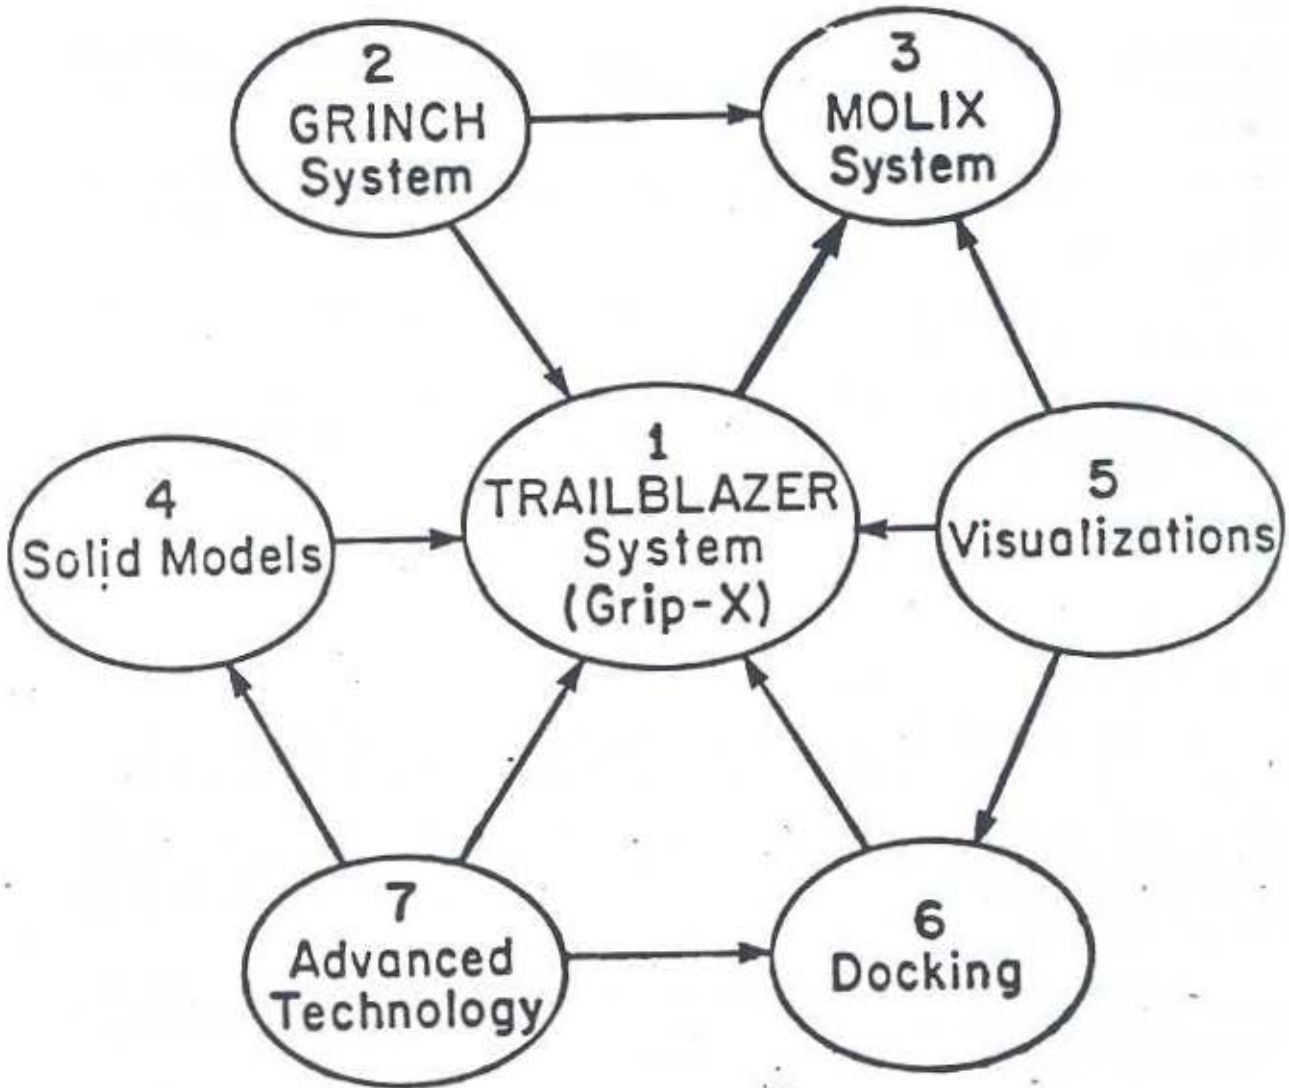 2
GRINCH
System
3
MOLIX
System
1
TRAILBLAZER
System
(Grip-X)
4
Solid Models
5
Visualizations
7
Advanced
Technology
6
Docking